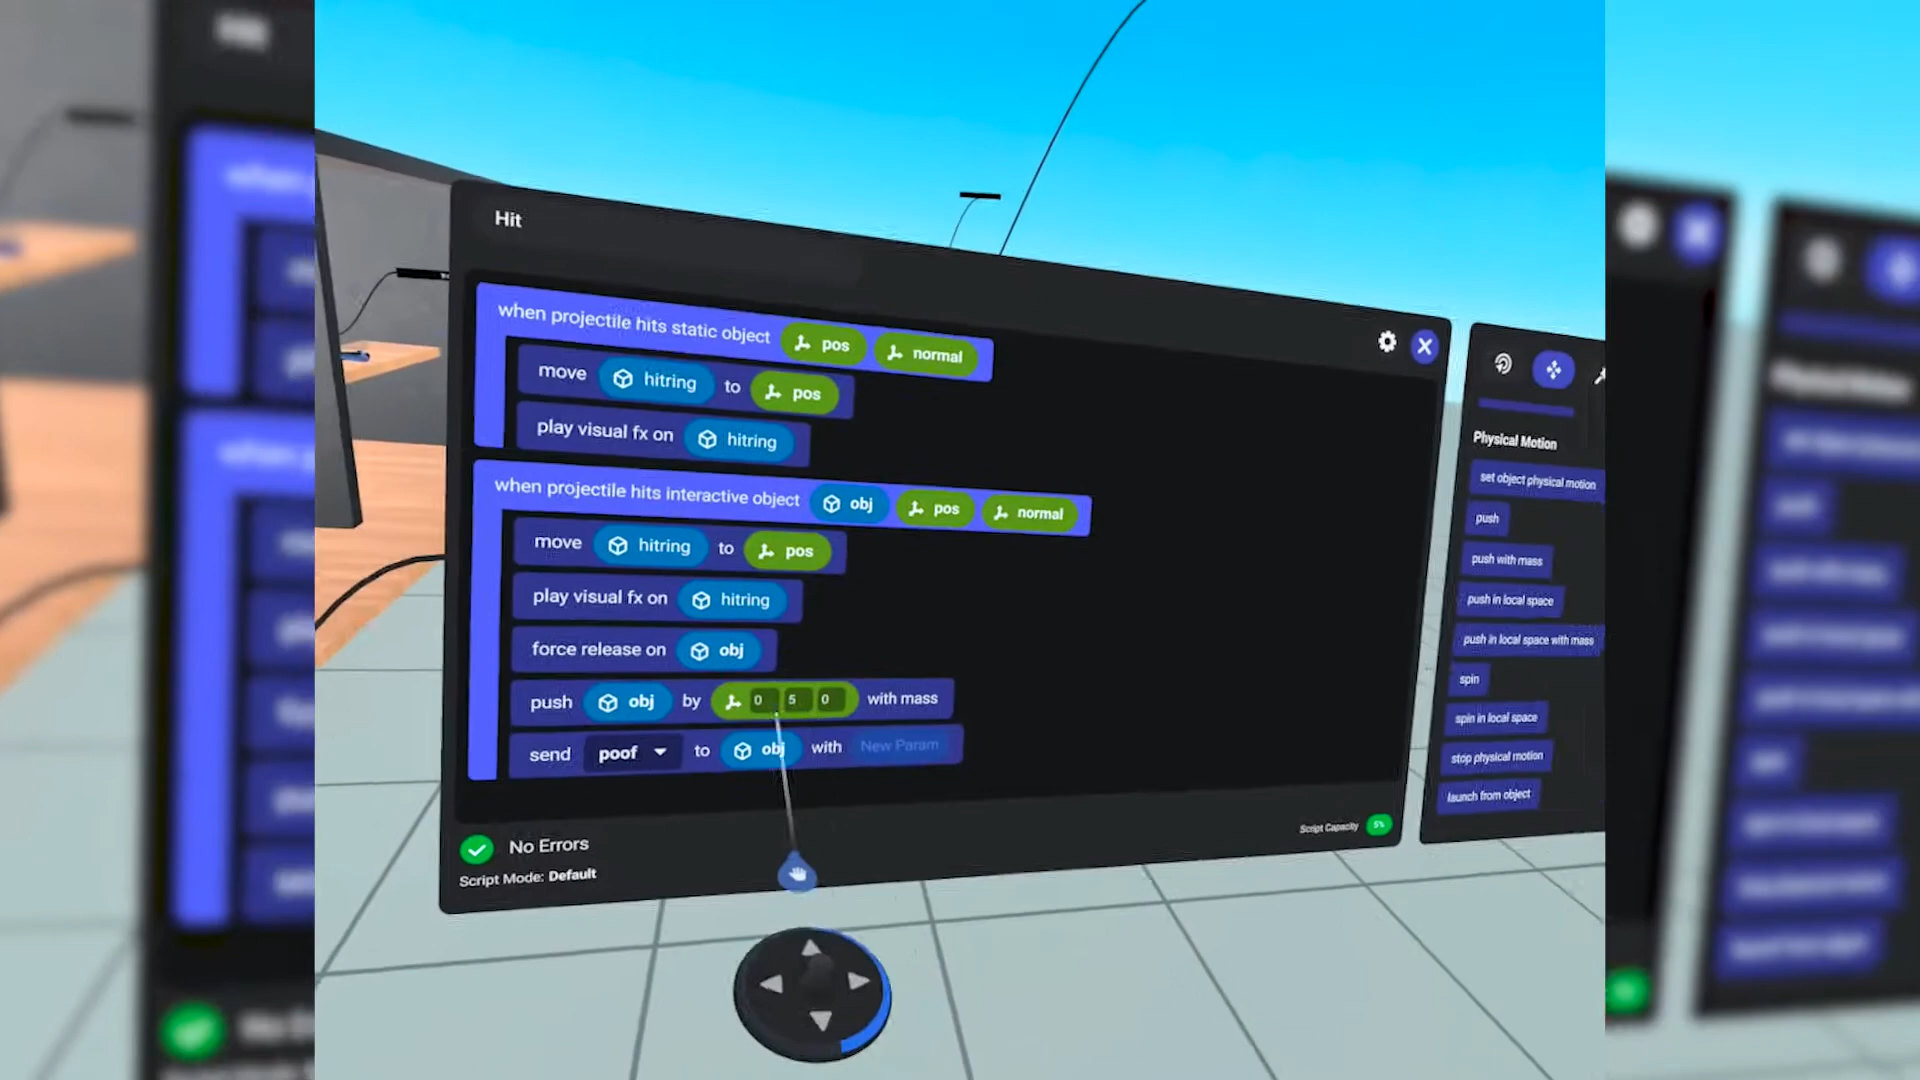 Hit
when projectile hits static object pos normal
move hitring to pos
play visual fx on hitring
when projectile hits interactive object obj pos normal
move hitring to pos
play visual fx on hitring
force release on obj
push obj by 0 5 0 with mass
send poof to obj with New Param
No Errors
Script Mode: Default
Script Capacity 5%
Physical Motion
set object physical motion
push
push with mass
push in local space
push in local space with mass
spin
spin in local space
stop physical motion
launch from object